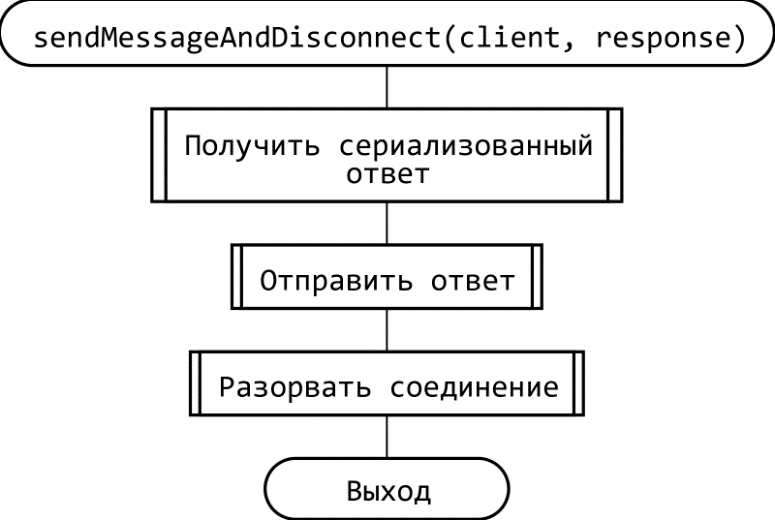 sendMessageAndDisconnect(client, response)
Получить сериализованный
ответ
Отправить ответ
Разорвать соединение
Выход